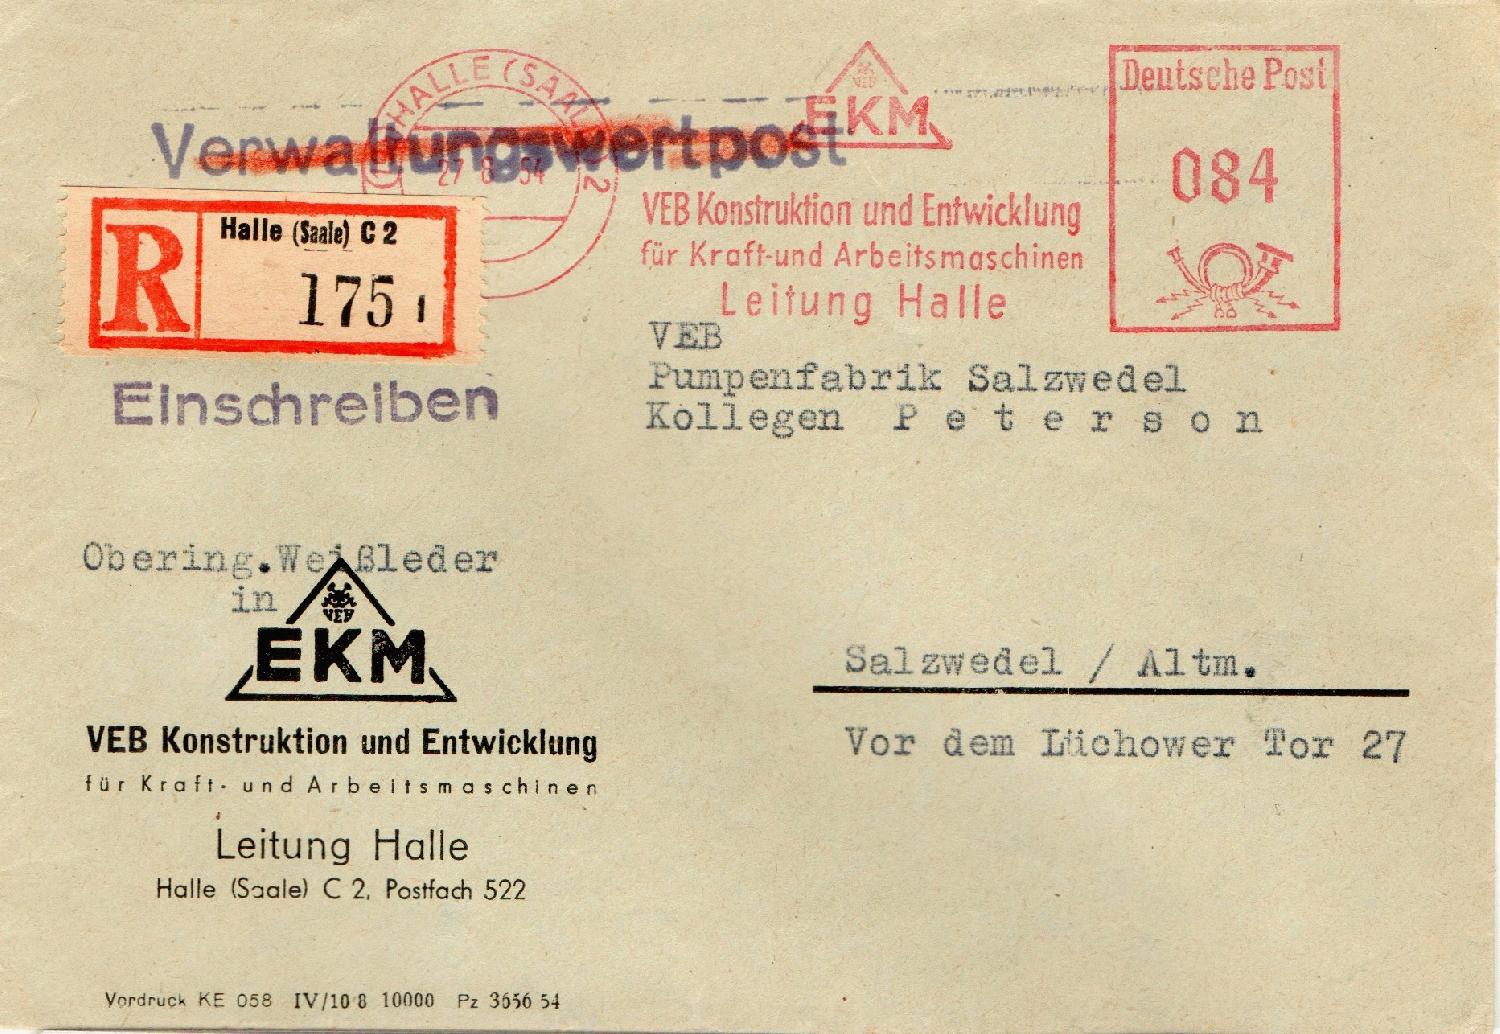 HALLE (SAALE)
2
27 8 54
Verwaltungswertpost
VEB
EKM
Deutsche Post
084
VEB Konstruktion und Entwicklung
für Kraft-und Arbeitsmaschinen
Leitung Halle
R
Halle (Saale) C 2
175 1
Einschreiben
VEB
Pumpenfabrik Salzwedel
Kollegen P e t e r s o n
Obering. Weißleder
in
VEB
EKM
VEB Konstruktion und Entwicklung
für Kraft- und Arbeitsmaschinen
Leitung Halle
Halle (Saale) C 2, Postfach 522
Salzwedel / Altm.
Vor dem Lüchower Tor 27
Vordruck KE 058 IV/10 8 10000 Pz 3656 54